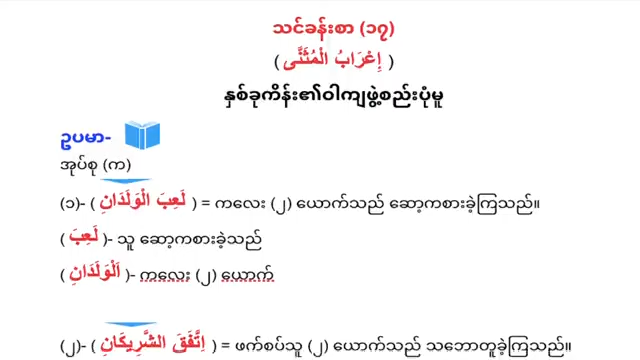 သင်ခန်းစာ (၁၇)
( إِعْرَابُ الْمُثَنَّى )
နှစ်ခုကိန်း၏ဝါကျဖွဲ့စည်းပုံမူ
ဥပမာ-
အုပ်စု (က)
(၁)- ( لَعِبَ الْوَلَدَانِ ) = ကလေး (၂) ယောက်သည် ဆော့ကစားခဲ့ကြသည်။
( لَعِبَ )- သူ ဆော့ကစားခဲ့သည်
( اَلْوَلَدَانِ )- ကလေး (၂) ယောက်
(၂)- ( اِتَّفَقَ الشَّرِيكَانِ ) = ဖက်စပ်သူ (၂) ယောက်သည် သဘောတူခဲ့ကြသည်။